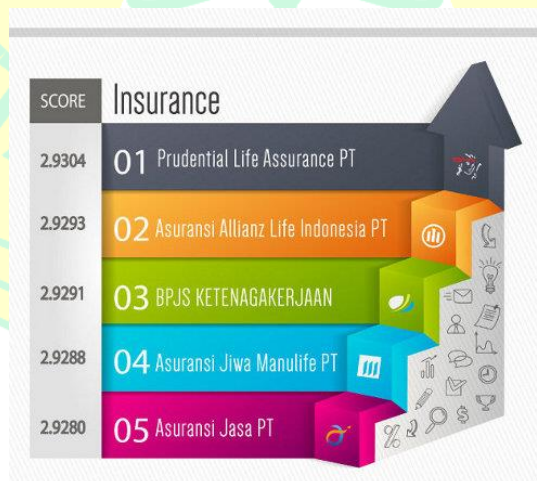 SCORE Insurance
2.9304 01 Prudential Life Assurance PT
2.9293 02 Asuransi Allianz Life Indonesia PT
2.9291 03 BPJS KETENAGAKERJAAN
2.9288 04 Asuransi Jiwa Manulife PT
2.9280 05 Asuransi Jasa PT